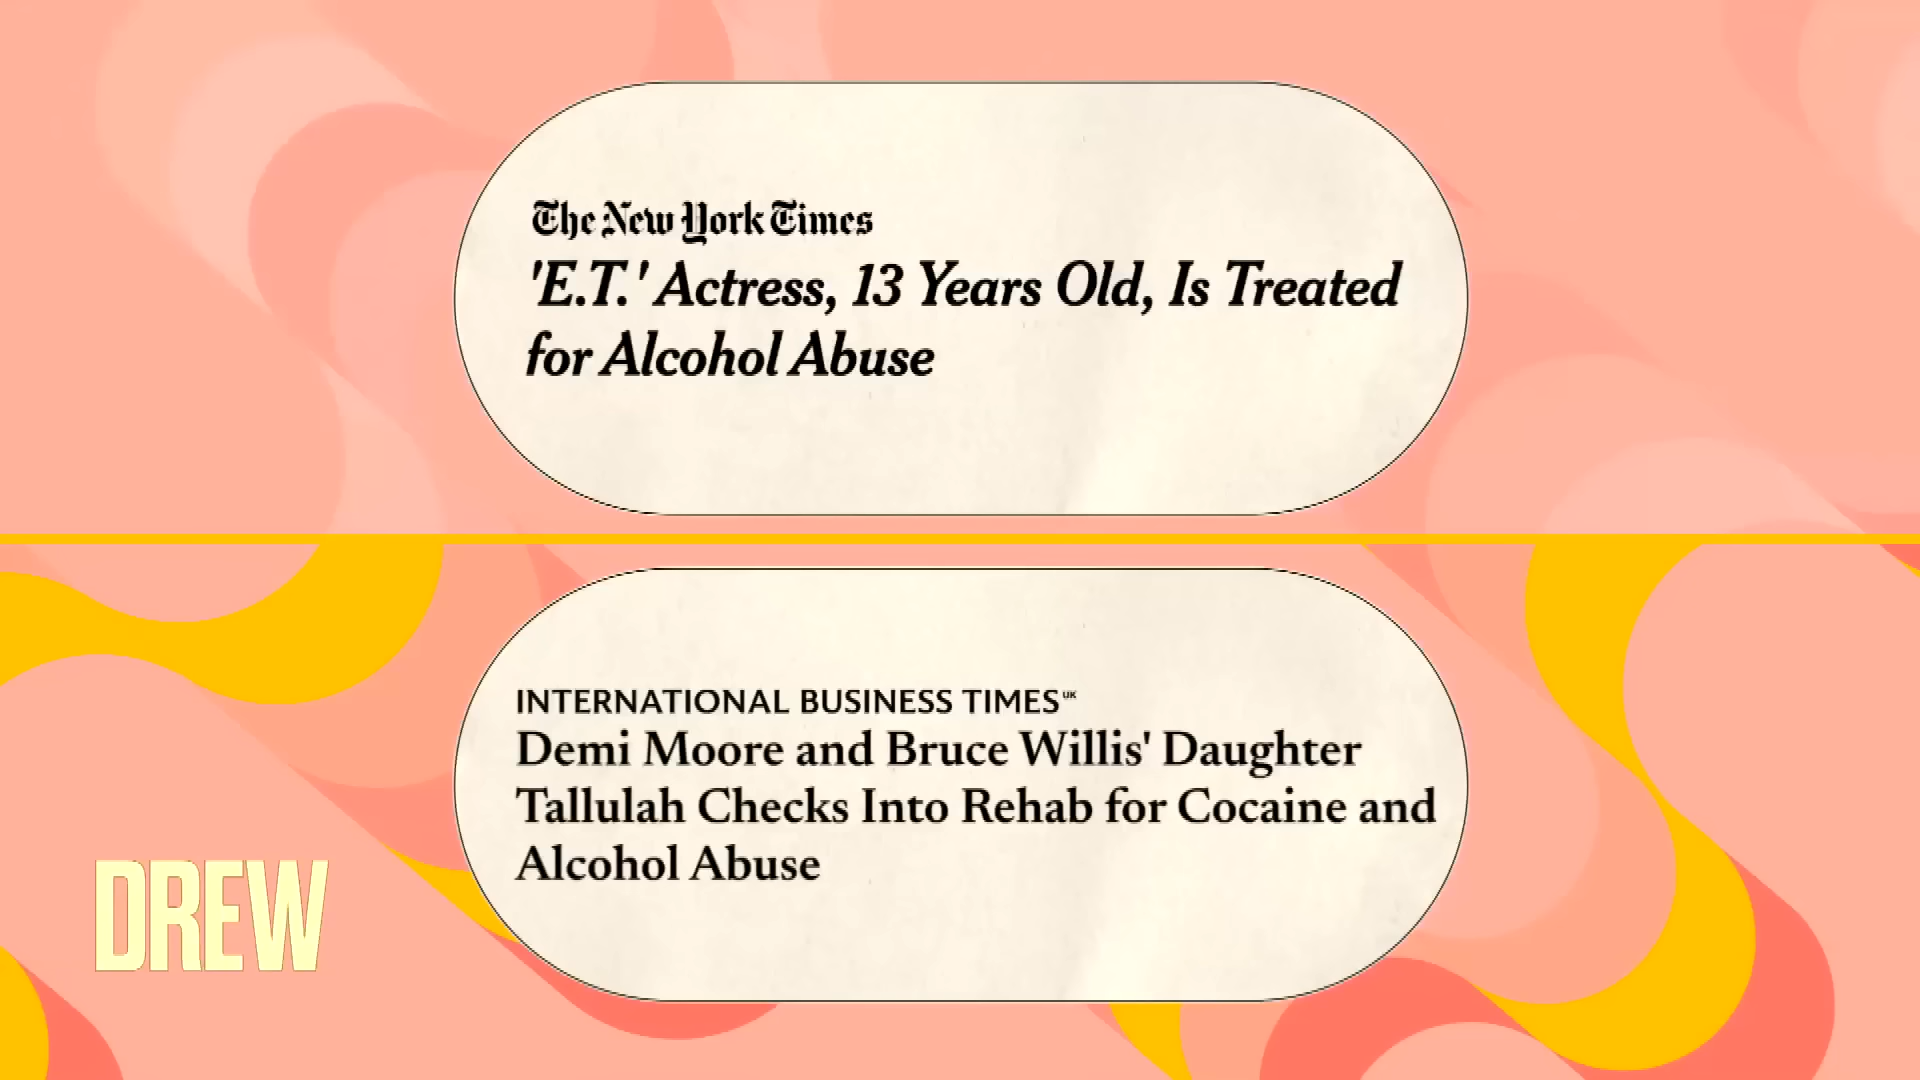 The New York Times
'E.T.' Actress, 13 Years Old, Is Treated
for Alcohol Abuse
INTERNATIONAL BUSINESS TIMES UK
Demi Moore and Bruce Willis' Daughter
Tallulah Checks Into Rehab for Cocaine and
Alcohol Abuse
DREW